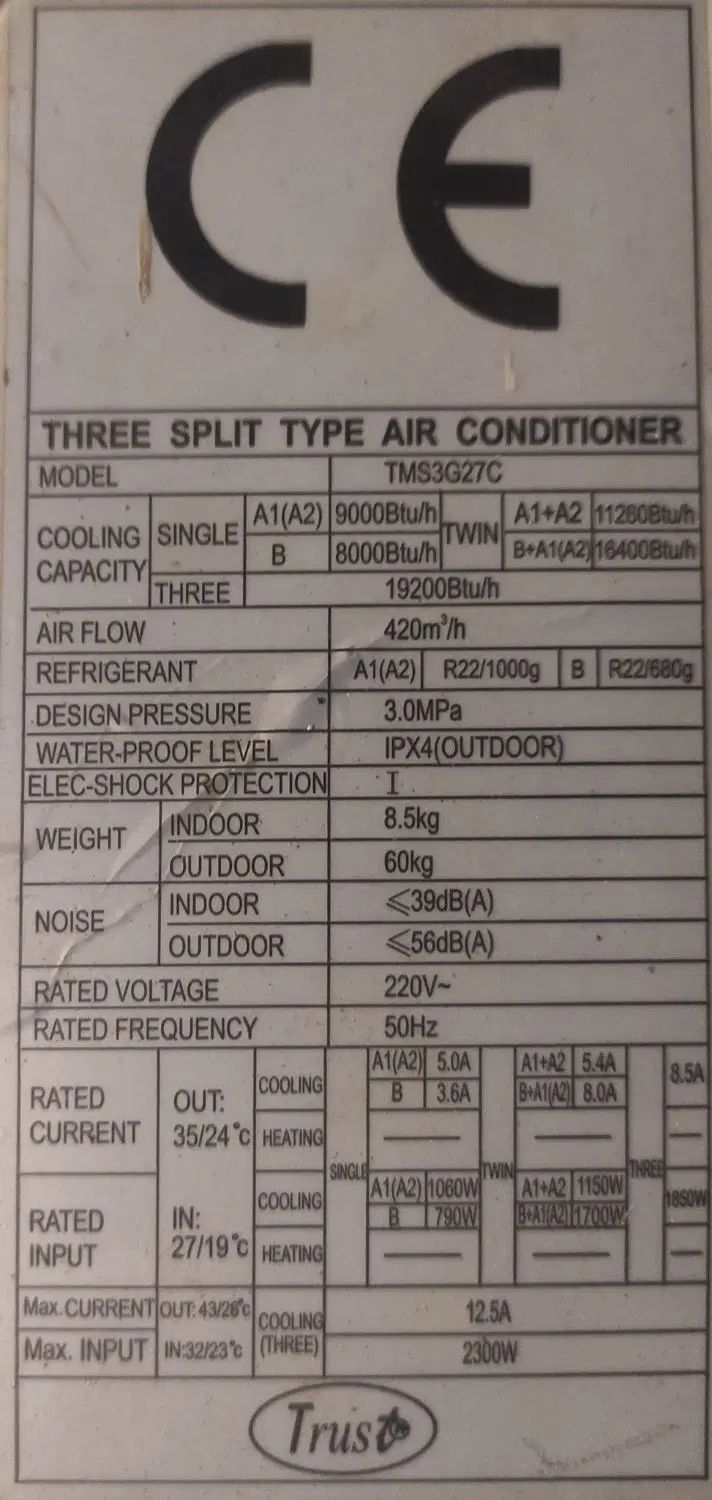 CE
THREE SPLIT TYPE AIR CONDITIONER
MODEL TMS3G27C
COOLING CAPACITY SINGLE A1(A2) 9000Btu/h TWIN A1+A2 11260Btu/h
B 8000Btu/h B+A1(A2) 16400Btu/h
THREE 19200Btu/h
AIR FLOW 420m³/h
REFRIGERANT A1(A2) R22/1000g B R22/680g
DESIGN PRESSURE 3.0MPa
WATER-PROOF LEVEL IPX4(OUTDOOR)
ELEC-SHOCK PROTECTION I
WEIGHT INDOOR 8.5kg
OUTDOOR 60kg
NOISE INDOOR ≤39dB(A)
OUTDOOR ≤56dB(A)
RATED VOLTAGE 220V~
RATED FREQUENCY 50Hz
RATED CURRENT OUT: 35/24°c COOLING SINGLE A1(A2) 5.0A TWIN A1+A2 5.4A THREE 8.5A
B 3.6A B+A1(A2) 8.0A
HEATING — — —
RATED INPUT IN: 27/19°c COOLING A1(A2) 1060W A1+A2 1150W 1850W
B 790W B+A1(A2) 1700W
HEATING — — —
Max.CURRENT OUT:43/26°c COOLING (THREE) 12.5A
Max. INPUT IN:32/23°c 2300W
Trust